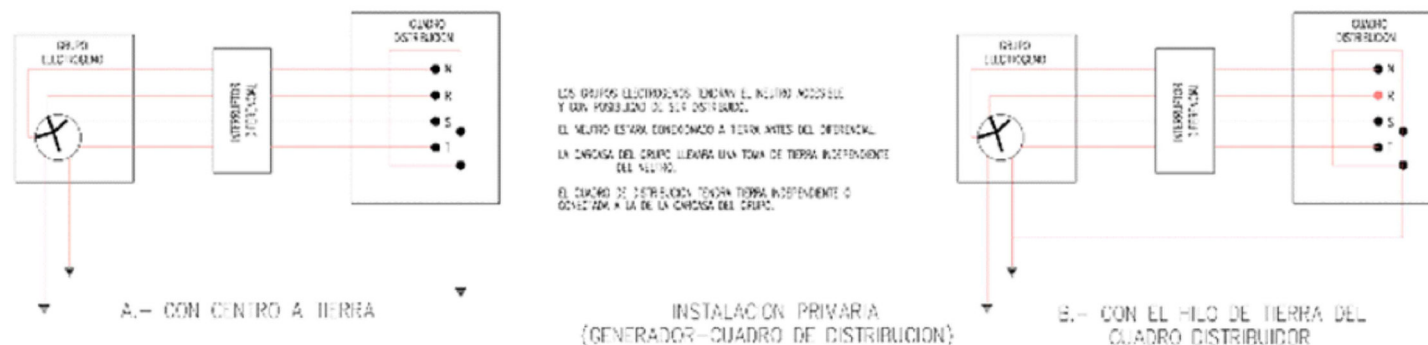 GRUPO
ELECTROGENO
INTERRUPTOR
DIFERENCIAL
CUADRO
DISTRIBUCION
N
R
S
T
A.- CON CENTRO A TIERRA
LOS GRUPOS ELECTROGENOS TENDRAN EL NEUTRO ACCESIBLE
Y CON POSIBILIDAD DE SER DISTRIBUIDO.
EL NEUTRO ESTARA CONEXIONADO A TIERRA ANTES DEL DIFERENCIAL.
LA CARCASA DEL GRUPO LLEVARA UNA TOMA DE TIERRA INDEPENDIENTE
DEL NEUTRO.
EL CUADRO DE DISTRIBUCION TENDRA TIERRA INDEPENDIENTE O
CONECTADA A LA DE LA CARCASA DEL GRUPO.
INSTALACION PRIMARIA
(GENERADOR-CUADRO DE DISTRIBUCION)
GRUPO
ELECTROGENO
INTERRUPTOR
DIFERENCIAL
CUADRO
DISTRIBUCION
N
R
S
T
B.- CON EL HILO DE TIERRA DEL
CUADRO DISTRIBUIDOR